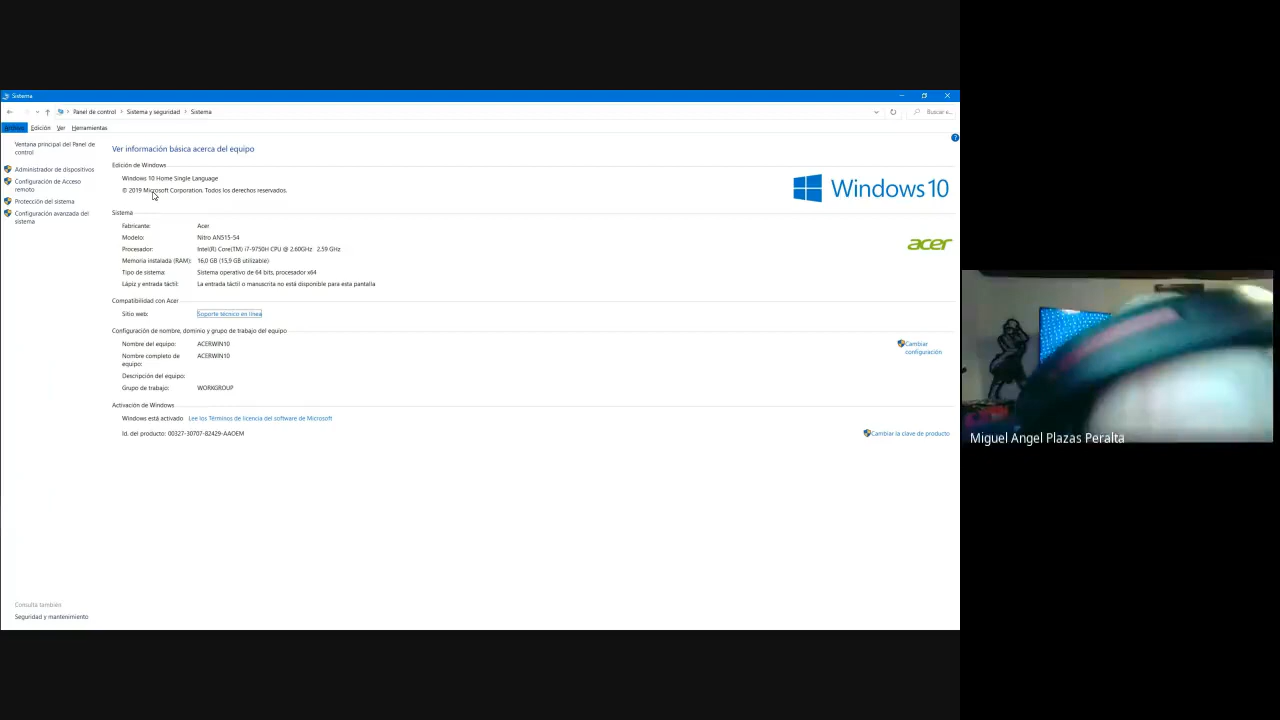 Sistema
Panel de control
Sistema y seguridad
Sistema
Buscar e...
Archivo
Edición
Ver
Herramientas
Ventana principal del Panel de
control
Administrador de dispositivos
Configuración de Acceso
remoto
Protección del sistema
Configuración avanzada del
sistema
Ver información básica acerca del equipo
Edición de Windows
Windows 10 Home Single Language
© 2019 Microsoft Corporation. Todos los derechos reservados.
Windows 10
Sistema
Fabricante: Acer
Modelo: Nitro AN515-54
Procesador: Intel(R) Core(TM) i7-9750H CPU @ 2.60GHz 2.59 GHz
Memoria instalada (RAM): 16,0 GB (15,9 GB utilizable)
Tipo de sistema: Sistema operativo de 64 bits, procesador x64
Lápiz y entrada táctil: La entrada táctil o manuscrita no está disponible para esta pantalla
acer
Compatibilidad con Acer
Sitio web: Soporte técnico en línea
Configuración de nombre, dominio y grupo de trabajo del equipo
Nombre del equipo: ACERWIN10
Nombre completo de
equipo: ACERWIN10
Descripción del equipo:
Grupo de trabajo: WORKGROUP
Cambiar
configuración
Activación de Windows
Windows está activado Lee los Términos de licencia del software de Microsoft
Id. del producto: 00327-30707-82429-AAOEM
Cambiar la clave de producto
Consulta también
Seguridad y mantenimiento
Miguel Angel Plazas Peralta